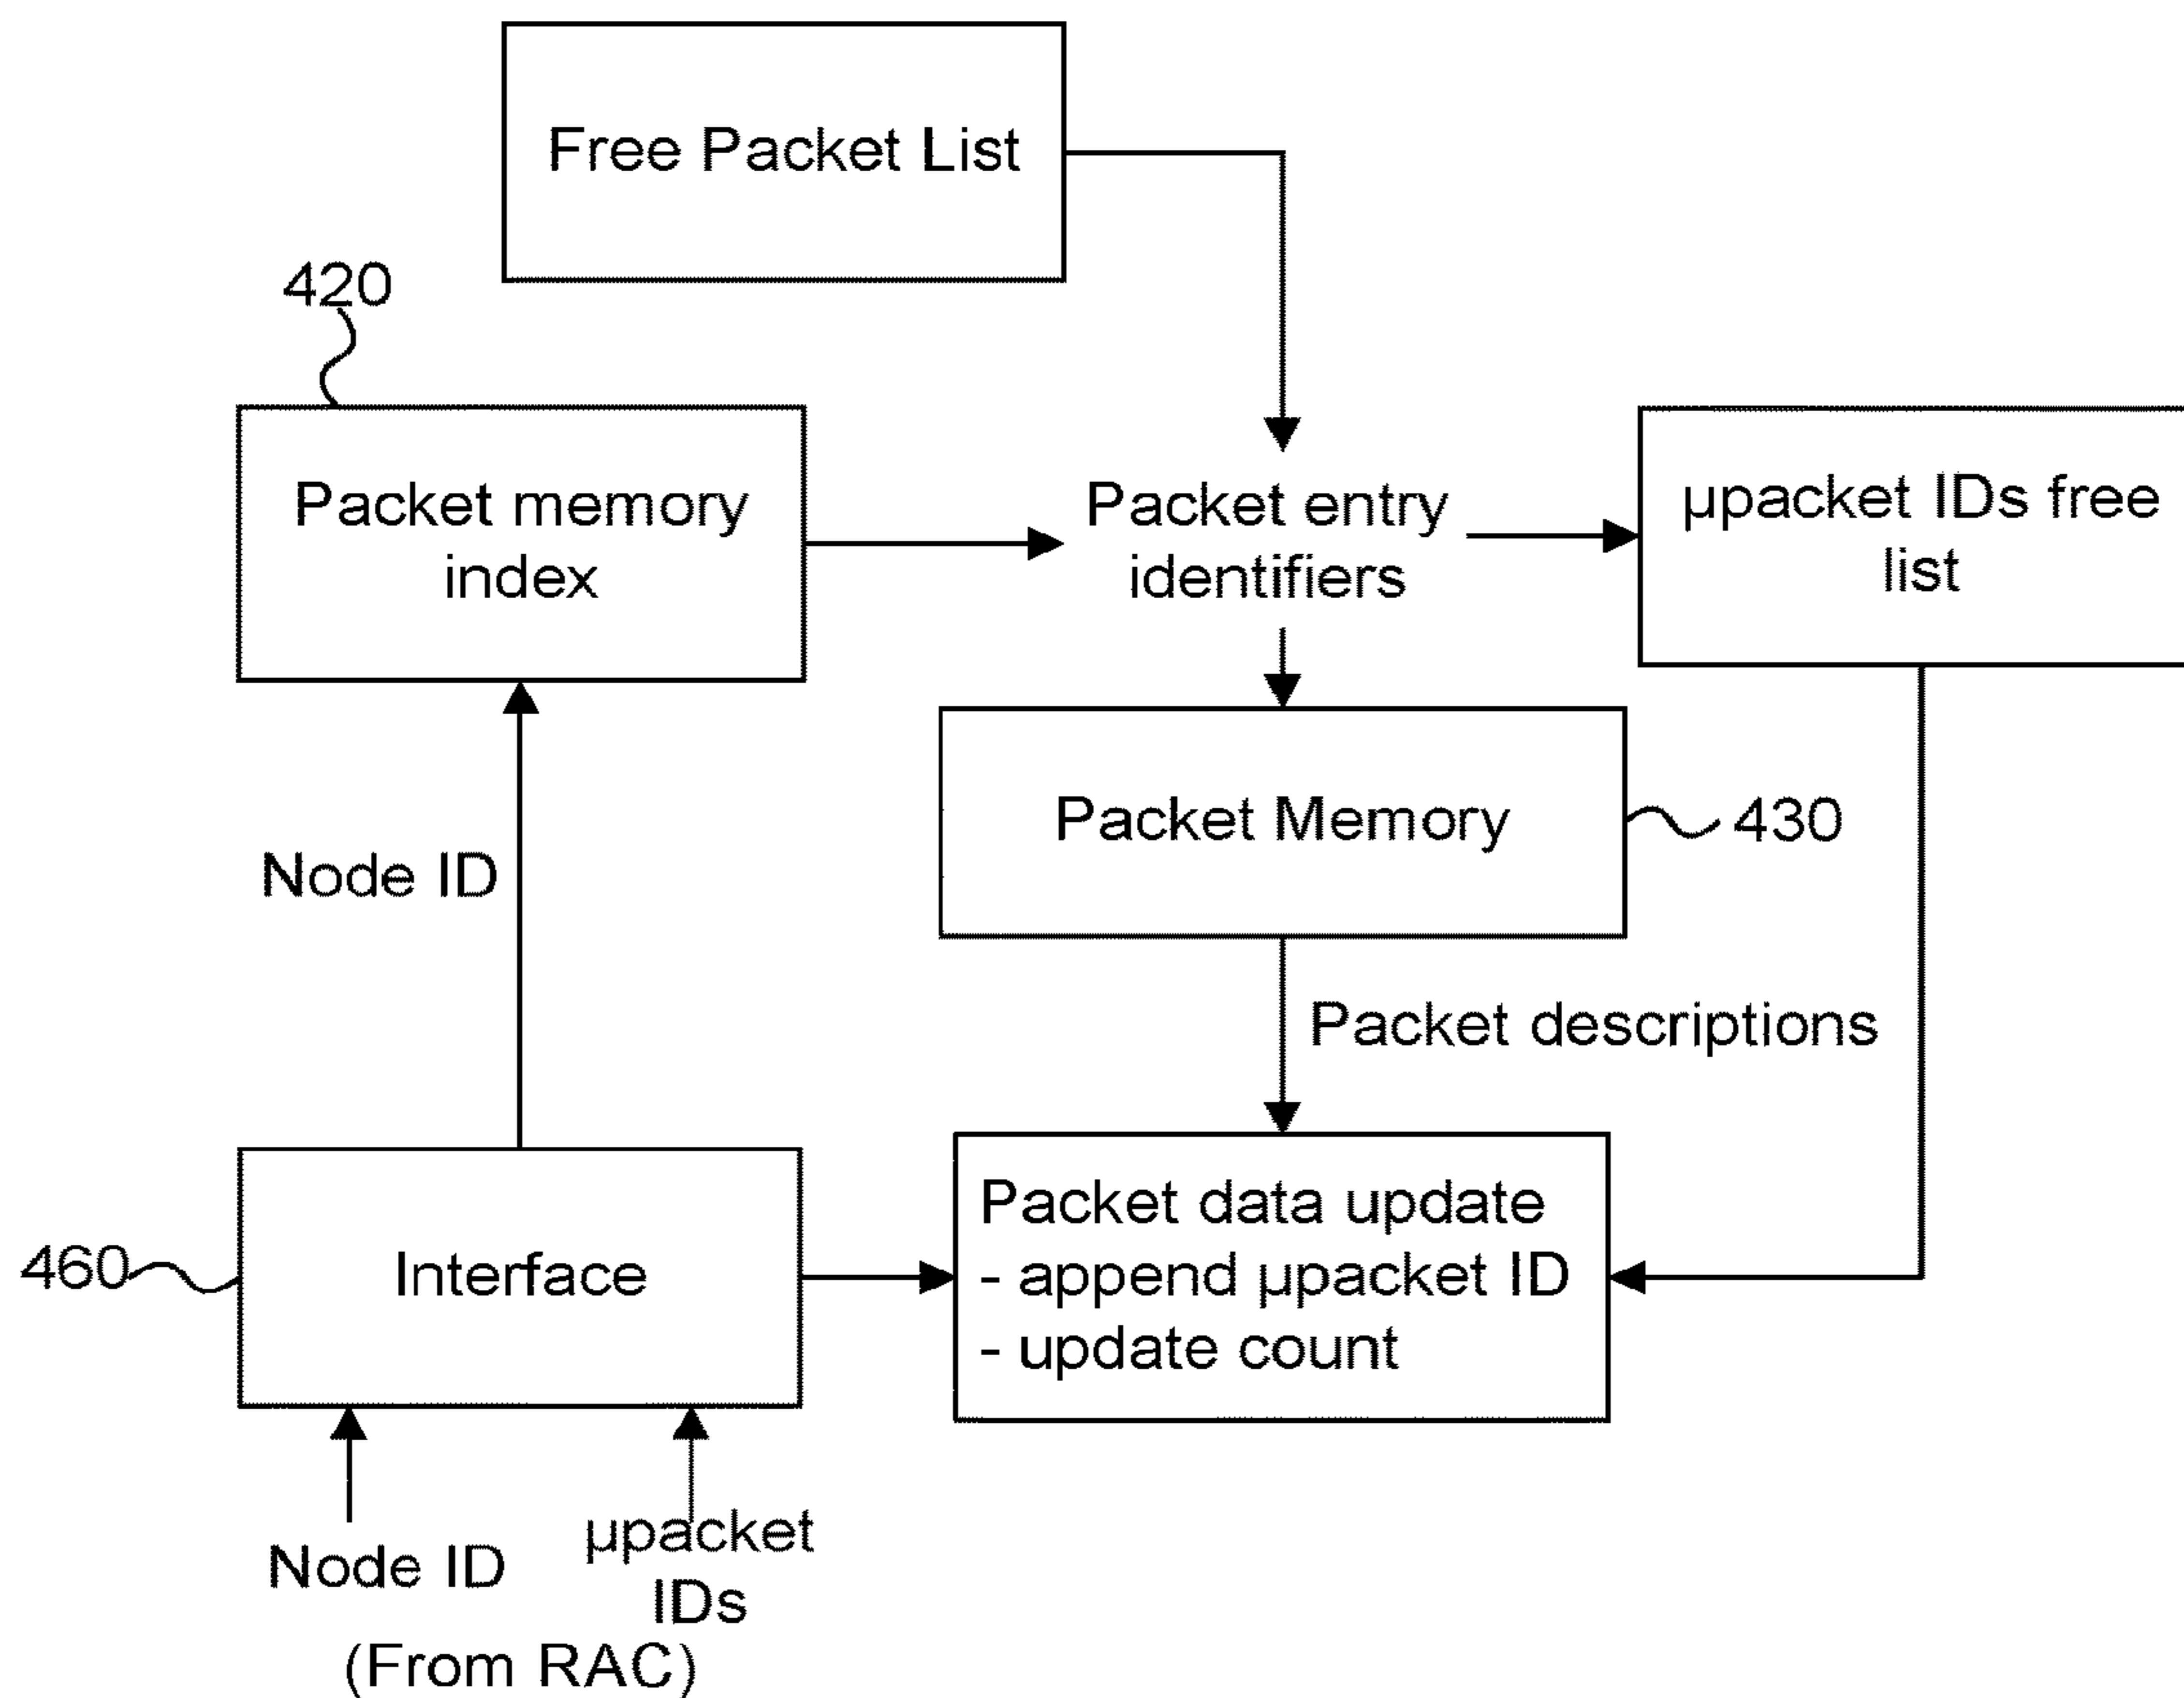 Free Packet List
420
Packet memory
index
Packet entry
identifiers
µpacket IDs free
list
Packet Memory
430
Node ID
Packet descriptions
460
Interface
Packet data update
- append µpacket ID
- update count
Node ID
µpacket
IDs
(From RAC)